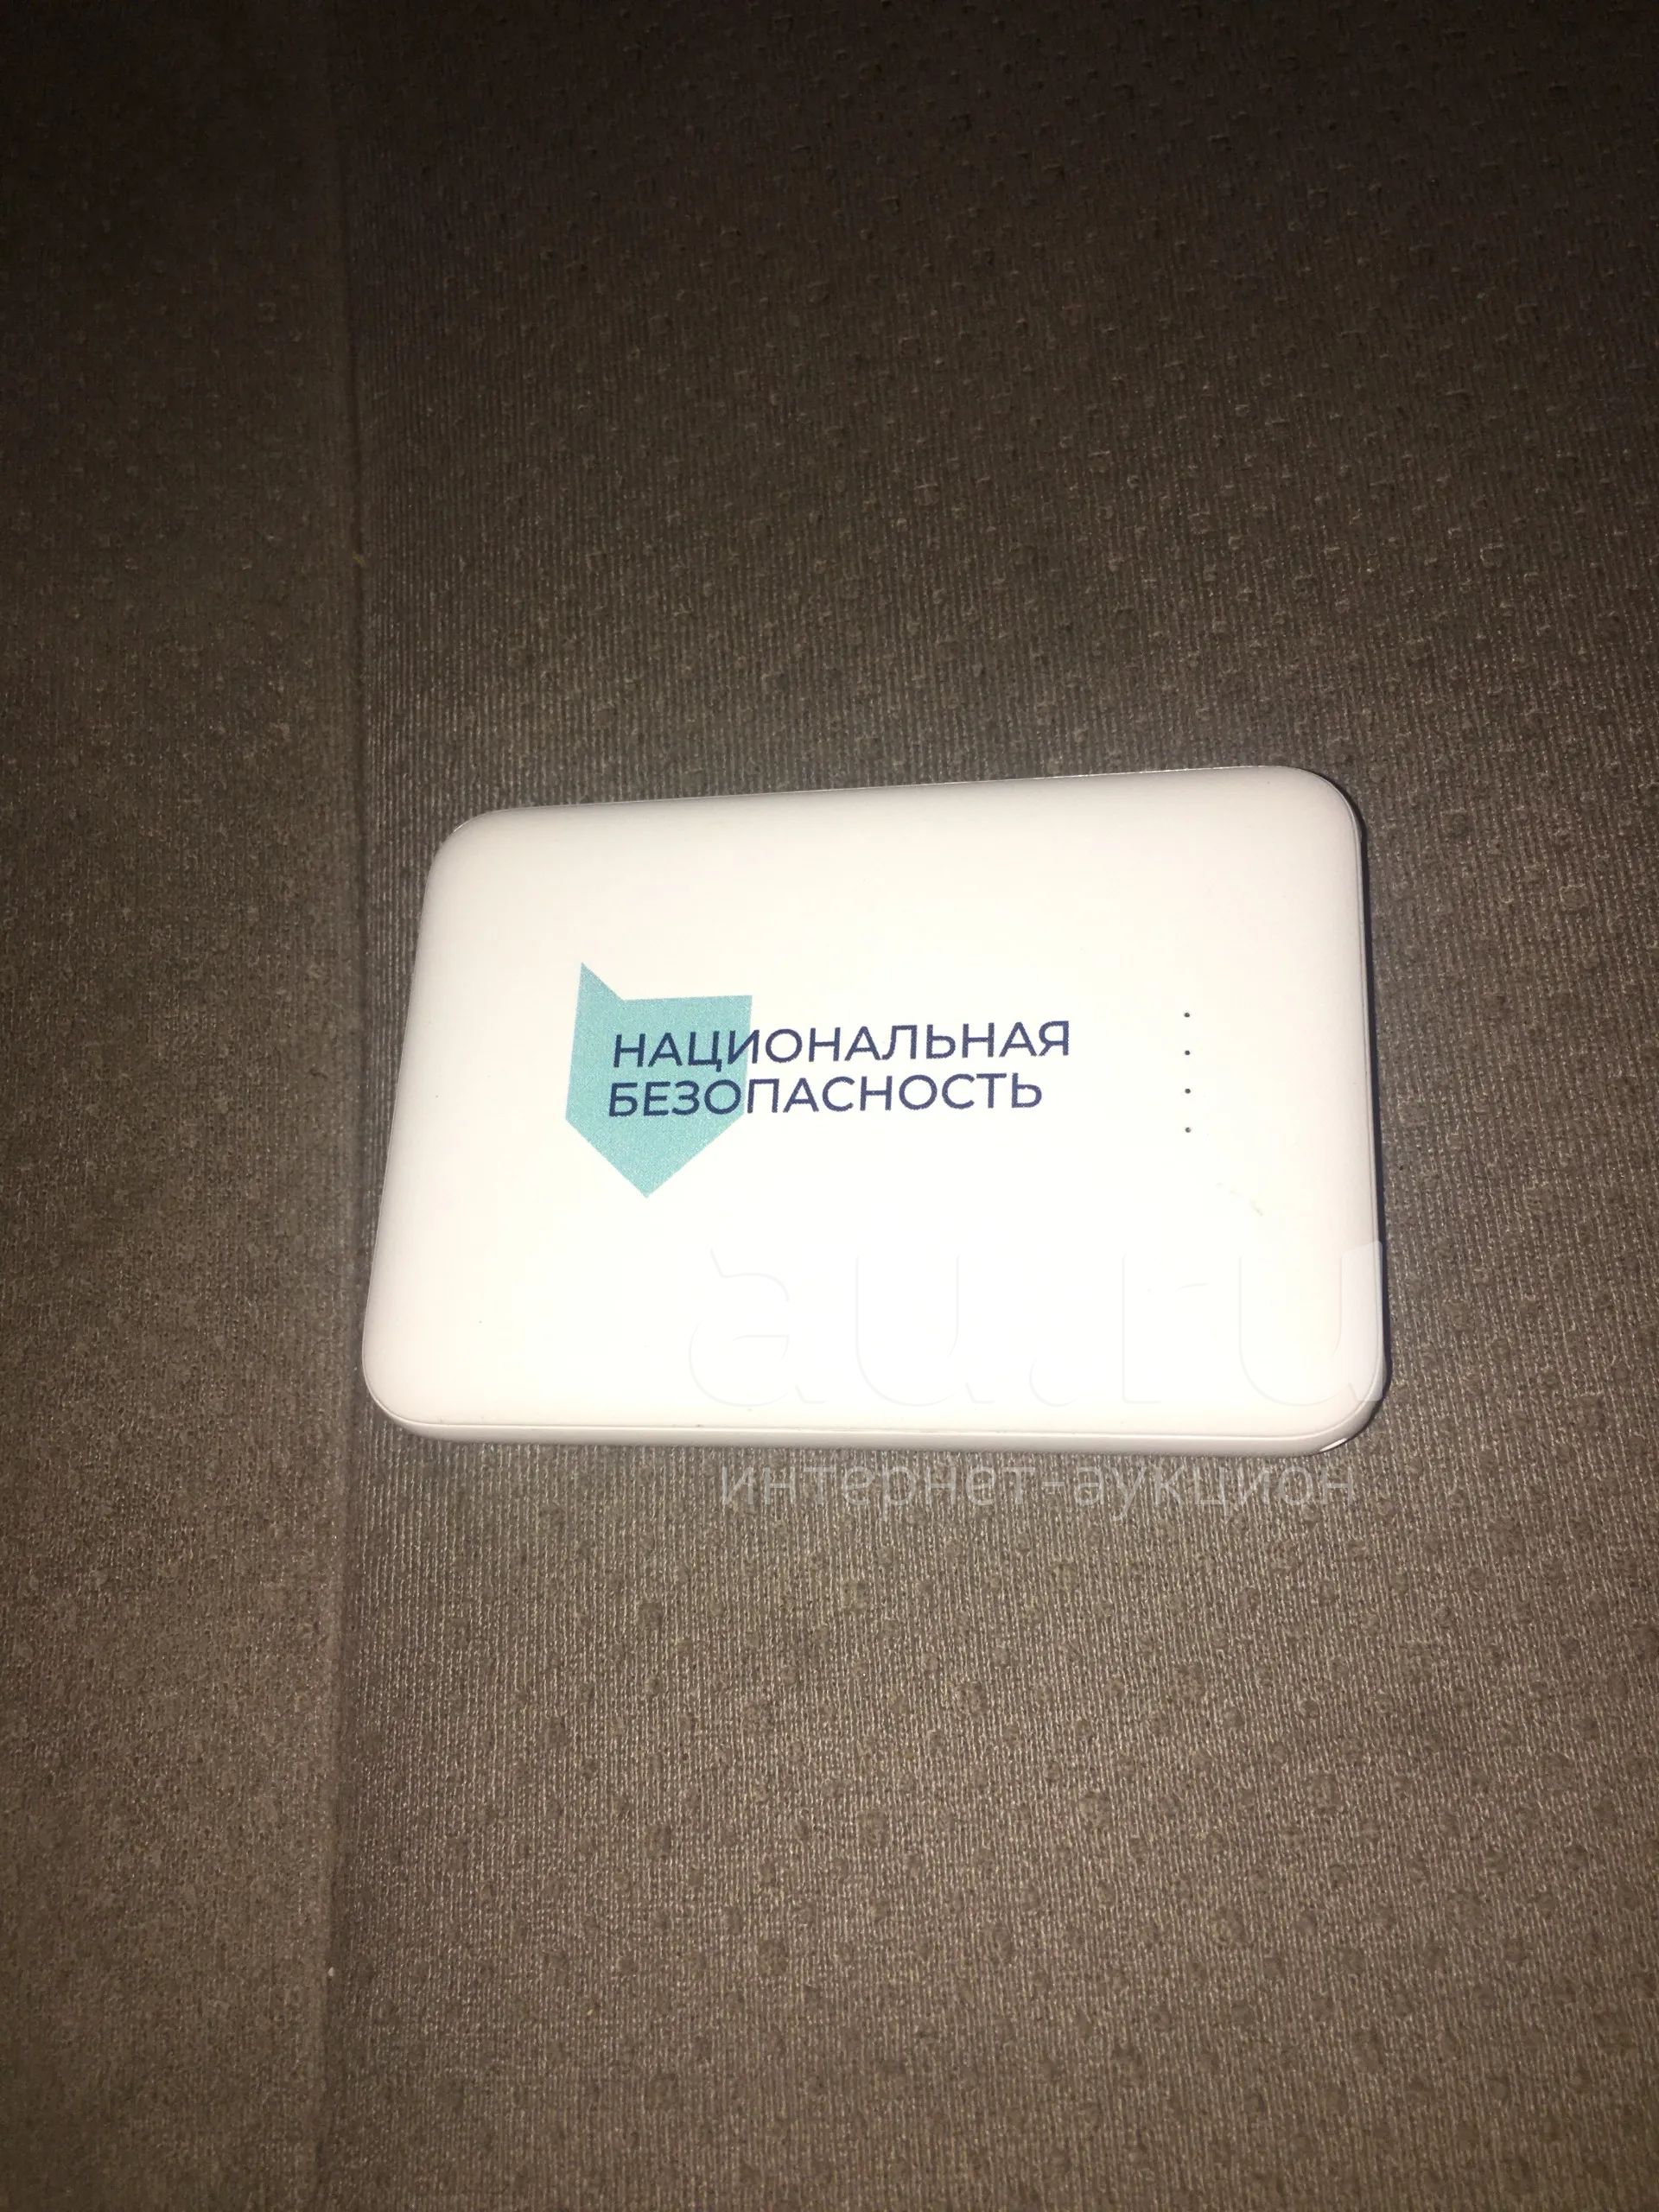 НАЦИОНАЛЬНАЯ
БЕЗОПАСНОСТЬ
au.ru
интернет-аукцион